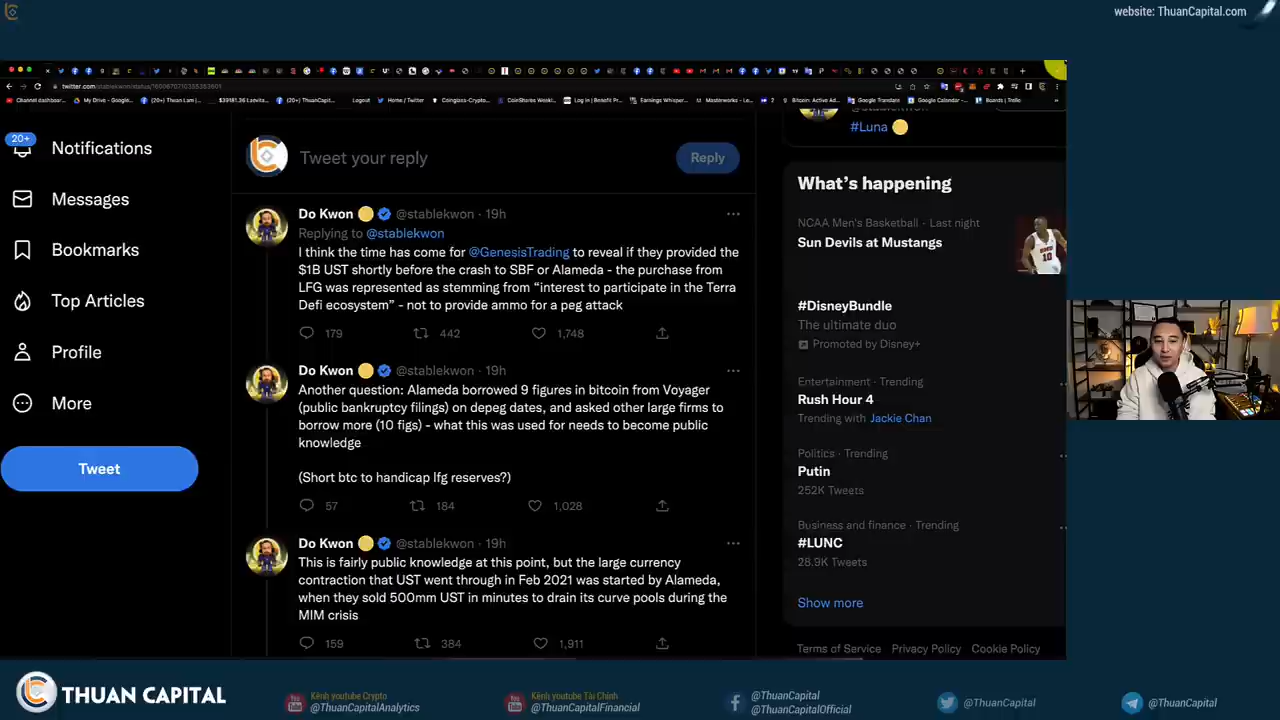 website: ThuanCapital.com
#Luna
20+
Notifications
Messages
Bookmarks
Top Articles
Profile
More
Tweet
Tweet your reply
Reply
Do Kwon @stablekwon · 19h
Replying to @stablekwon
I think the time has come for @GenesisTrading to reveal if they provided the
$1B UST shortly before the crash to SBF or Alameda - the purchase from
LFG was represented as stemming from “interest to participate in the Terra
Defi ecosystem” - not to provide ammo for a peg attack
179 442 1,748
Do Kwon @stablekwon · 19h
Another question: Alameda borrowed 9 figures in bitcoin from Voyager
(public bankruptcy filings) on depeg dates, and asked other large firms to
borrow more (10 figs) - what this was used for needs to become public
knowledge
(Short btc to handicap lfg reserves?)
57 184 1,028
Do Kwon @stablekwon · 19h
This is fairly public knowledge at this point, but the large currency
contraction that UST went through in Feb 2021 was started by Alameda,
when they sold 500mm UST in minutes to drain its curve pools during the
MIM crisis
159 384 1,911
What’s happening
NCAA Men's Basketball · Last night
Sun Devils at Mustangs
#DisneyBundle
The ultimate duo
Promoted by Disney+
Entertainment · Trending
Rush Hour 4
Trending with Jackie Chan
Politics · Trending
Putin
252K Tweets
Business and finance · Trending
#LUNC
28.9K Tweets
Show more
Terms of Service Privacy Policy Cookie Policy
THUAN CAPITAL
Kênh youtube Crypto
@ThuanCapitalAnalytics
Kênh youtube Tài Chính
@ThuanCapitalFinancial
@ThuanCapital
@ThuanCapitalOfficial
@ThuanCapital
@ThuanCapital